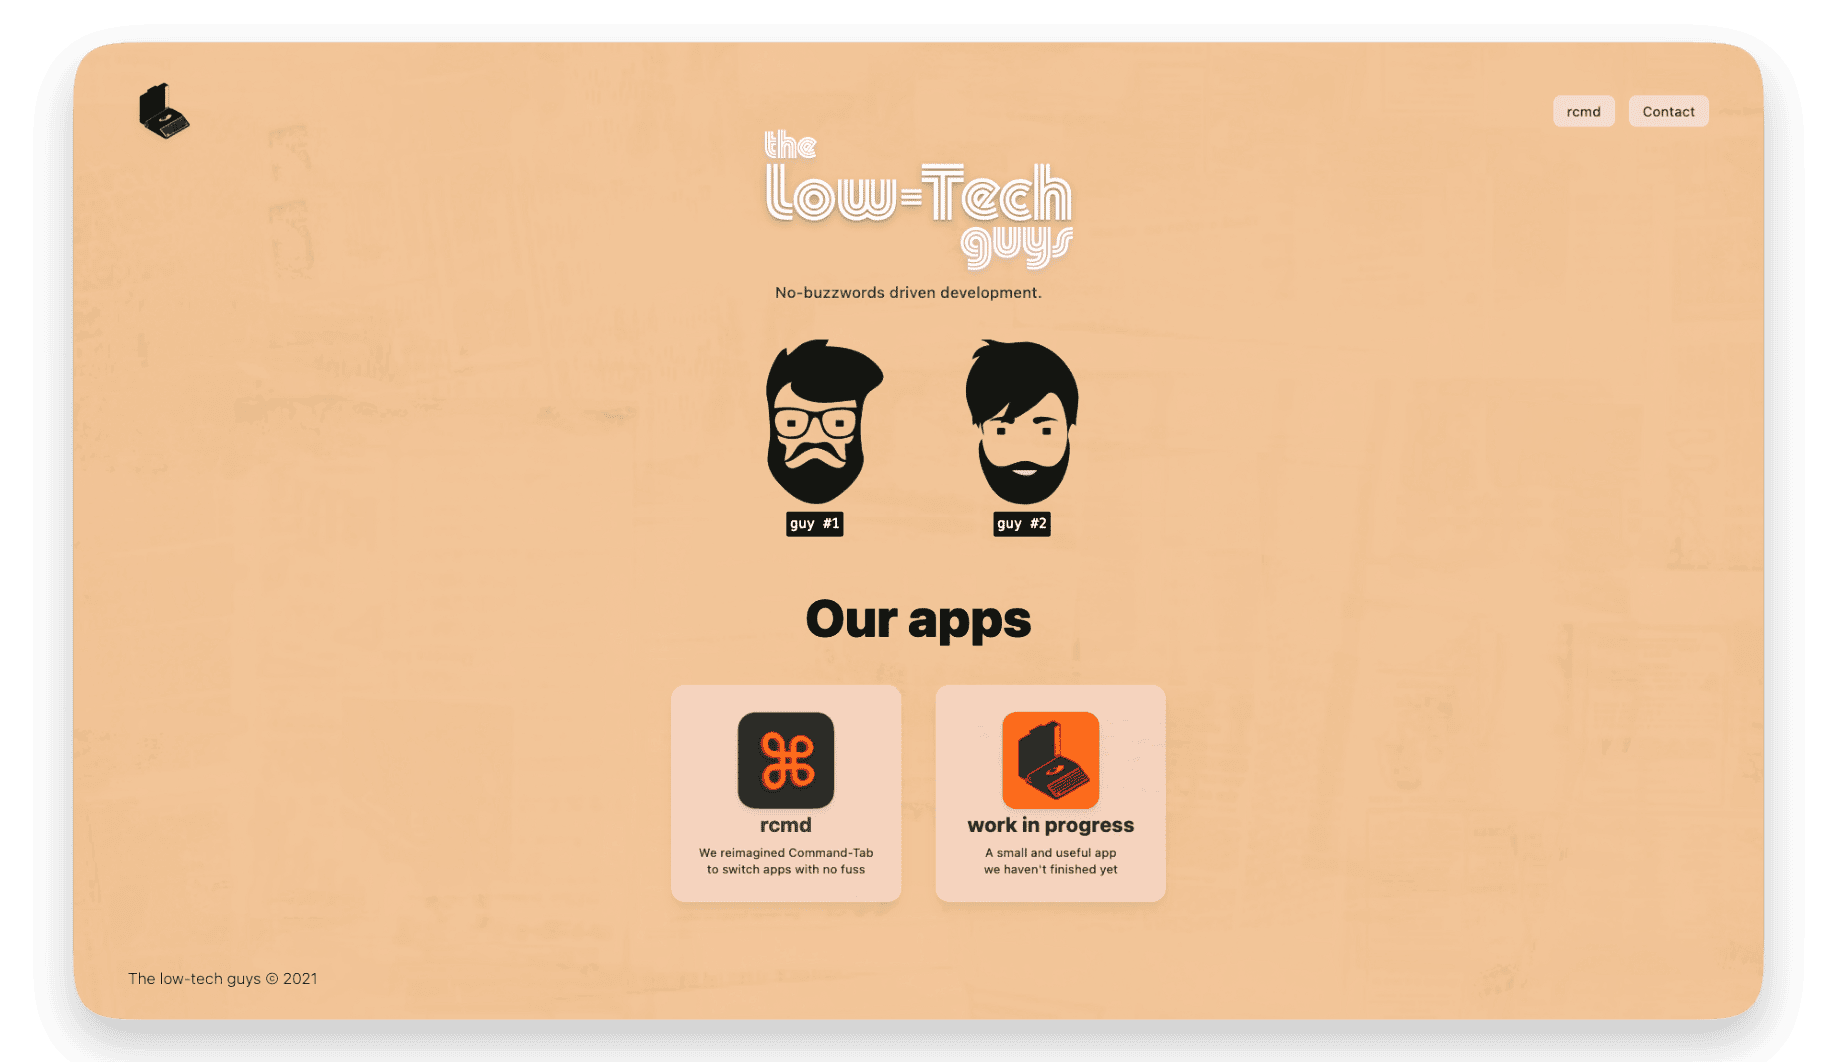 rcmd
Contact
the
Low-Tech
guys
No-buzzwords driven development.
guy #1
guy #2
Our apps
rcmd
We reimagined Command-Tab
to switch apps with no fuss
work in progress
A small and useful app
we haven't finished yet
The low-tech guys © 2021